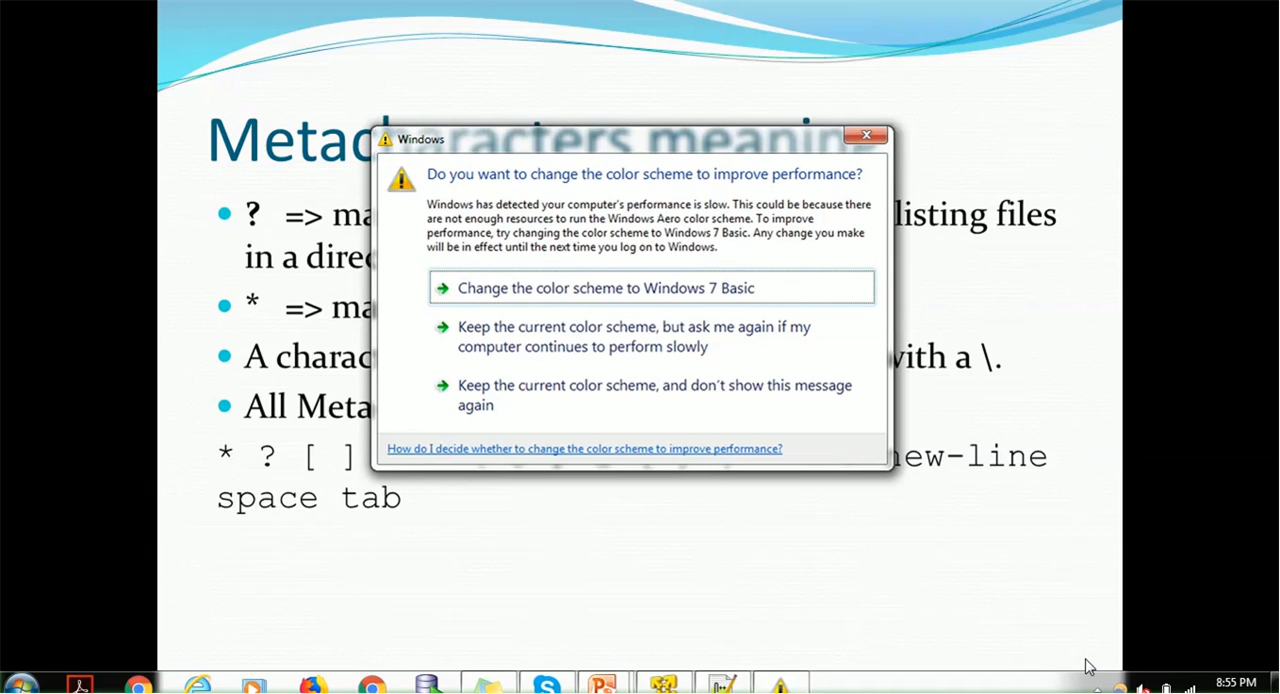 Windows
Do you want to change the color scheme to improve performance?
Windows has detected your computer's performance is slow. This could be because there
are not enough resources to run the Windows Aero color scheme. To improve
performance, try changing the color scheme to Windows 7 Basic. Any change you make
will be in effect until the next time you log on to Windows.
Change the color scheme to Windows 7 Basic
Keep the current color scheme, but ask me again if my
computer continues to perform slowly
Keep the current color scheme, and don't show this message
again
How do I decide whether to change the color scheme to improve performance?
Metacharacters meaning
? => listing files
in a
* =>
A with a \.
All
* ? [ ] new-line
space tab
8:55 PM